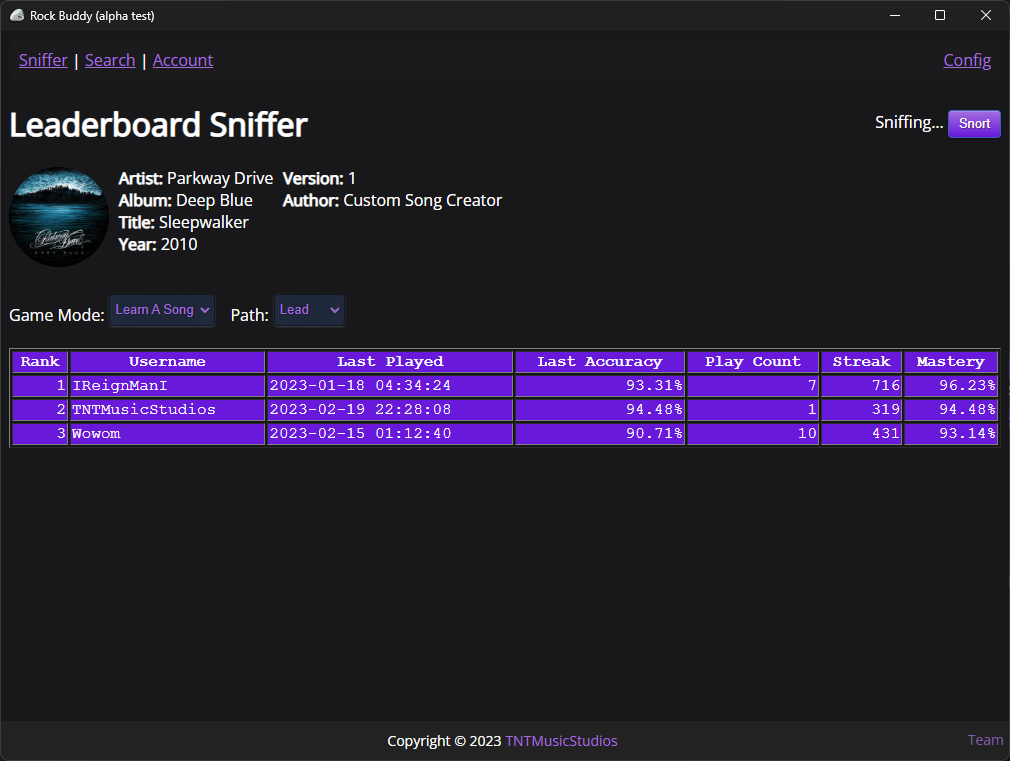 Rock Buddy (alpha test)
Sniffer | Search | Account Config
Leaderboard Sniffer
Sniffing... Snort
Artist: Parkway Drive Version: 1
Album: Deep Blue Author: Custom Song Creator
Title: Sleepwalker
Year: 2010
Parkway Drive
DEEP BLUE
Game Mode: Learn A Song Path: Lead
Rank Username Last Played Last Accuracy Play Count Streak Mastery
1 IReignManI 2023-01-18 04:34:24 93.31% 7 716 96.23%
2 TNTMusicStudios 2023-02-19 22:28:08 94.48% 1 319 94.48%
3 Wowom 2023-02-15 01:12:40 90.71% 10 431 93.14%
Copyright © 2023 TNTMusicStudios Team